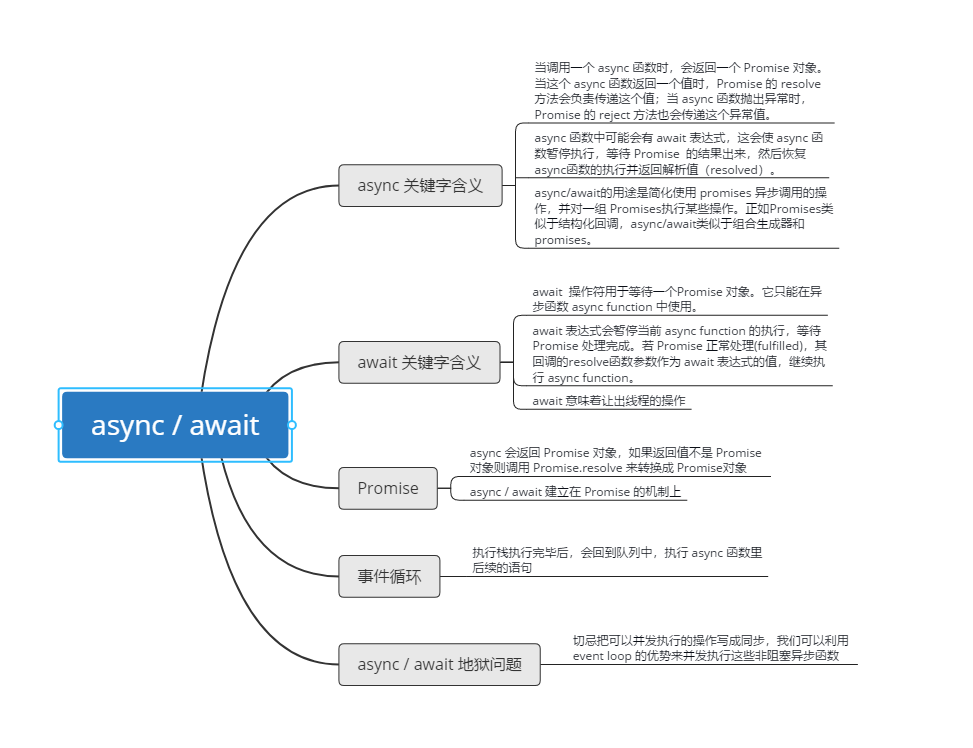 async / await
async 关键字含义
当调用一个 async 函数时，会返回一个 Promise 对象。
当这个 async 函数返回一个值时，Promise 的 resolve
方法会负责传递这个值；当 async 函数抛出异常时，
Promise 的 reject 方法也会传递这个异常值。
async 函数中可能会有 await 表达式，这会使 async 函
数暂停执行，等待 Promise 的结果出来，然后恢复
async函数的执行并返回解析值（resolved）。
async/await的用途是简化使用 promises 异步调用的操
作，并对一组 Promises执行某些操作。正如Promises类
似于结构化回调，async/await类似于组合生成器和
promises。
await 关键字含义
await 操作符用于等待一个Promise 对象。它只能在异
步函数 async function 中使用。
await 表达式会暂停当前 async function 的执行，等待
Promise 处理完成。若 Promise 正常处理(fulfilled)，其
回调的resolve函数参数作为 await 表达式的值，继续执
行 async function。
await 意味着让出线程的操作
Promise
async 会返回 Promise 对象，如果返回值不是 Promise
对象则调用 Promise.resolve 来转换成 Promise对象
async / await 建立在 Promise 的机制上
事件循环
执行栈执行完毕后，会回到队列中，执行 async 函数里
后续的语句
async / await 地狱问题
切忌把可以并发执行的操作写成同步，我们可以利用
event loop 的优势来并发执行这些非阻塞异步函数